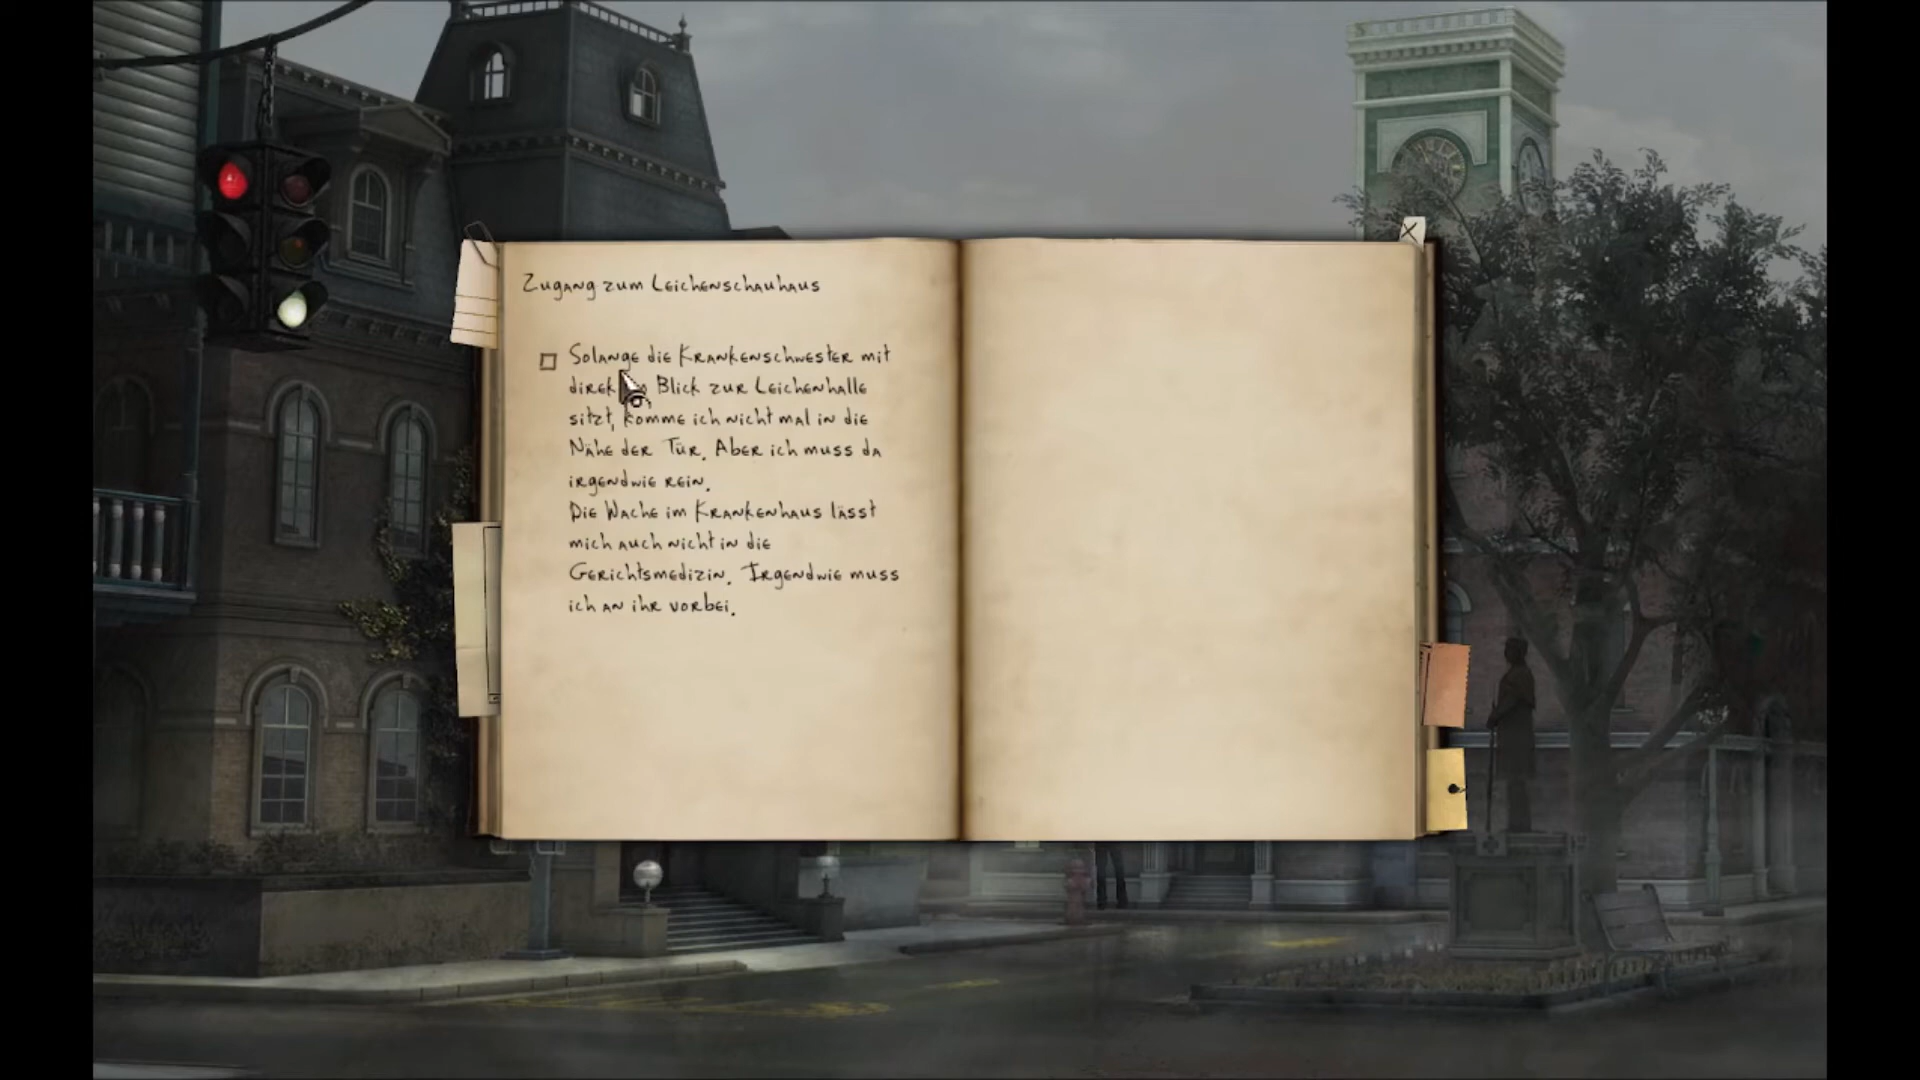 Zugang zum Leichenschauhaus
Solange die Krankenschwester mit
Blick zur Leichenhalle
sitzt, komme ich nicht mal in die
Nähe der Tür. Aber ich muss da
irgendwie rein.
Die Wache im Krankenhaus lässt
mich auch nicht in die
Gerichtsmedizin. Irgendwie muss
ich an ihr vorbei.